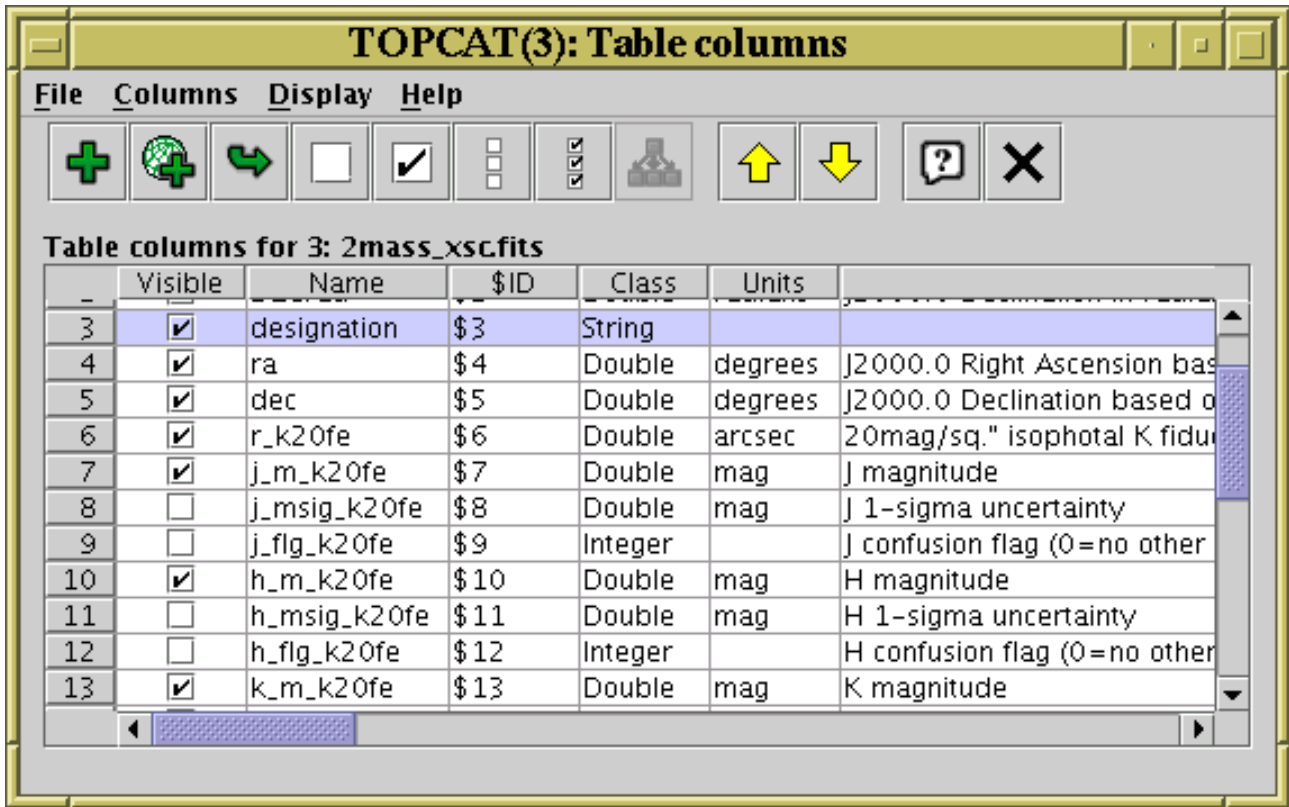 TOPCAT(3): Table columns
File Columns Display Help
Table columns for 3: 2mass_xsc.fits
Visible Name $ID Class Units
3 designation $3 String
4 ra $4 Double degrees J2000.0 Right Ascension bas
5 dec $5 Double degrees J2000.0 Declination based o
6 r_k20fe $6 Double arcsec 20mag/sq." isophotal K fidu
7 j_m_k20fe $7 Double mag J magnitude
8 j_msig_k20fe $8 Double mag J 1-sigma uncertainty
9 j_flg_k20fe $9 Integer J confusion flag (0=no other
10 h_m_k20fe $10 Double mag H magnitude
11 h_msig_k20fe $11 Double mag H 1-sigma uncertainty
12 h_flg_k20fe $12 Integer H confusion flag (0=no other
13 k_m_k20fe $13 Double mag K magnitude